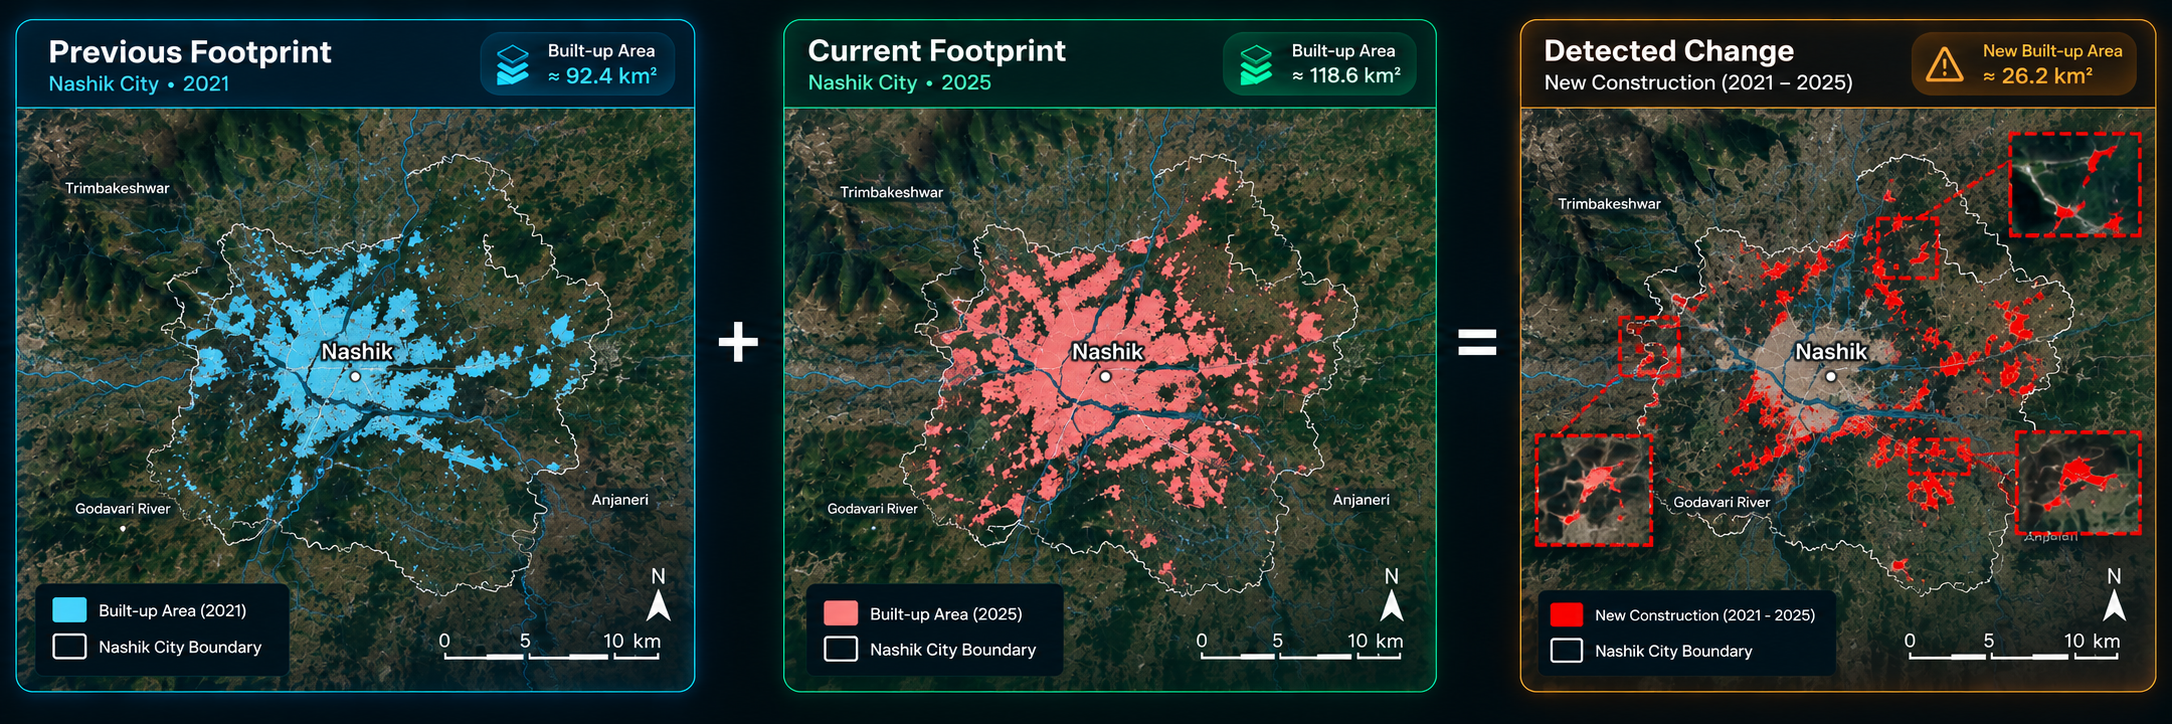 Previous Footprint
Nashik City • 2021
Built-up Area
≈ 92.4 km²
Trimbakeshwar
Nashik
Godavari River
Anjaneri
Built-up Area (2021)
Nashik City Boundary
N
0 5 10 km
+
Current Footprint
Nashik City • 2025
Built-up Area
≈ 118.6 km²
Trimbakeshwar
Nashik
Godavari River
Anjaneri
Built-up Area (2025)
Nashik City Boundary
N
0 5 10 km
=
Detected Change
New Construction (2021 – 2025)
New Built-up Area
≈ 26.2 km²
Trimbakeshwar
Nashik
Godavari River
New Construction (2021 - 2025)
Nashik City Boundary
N
0 5 10 km